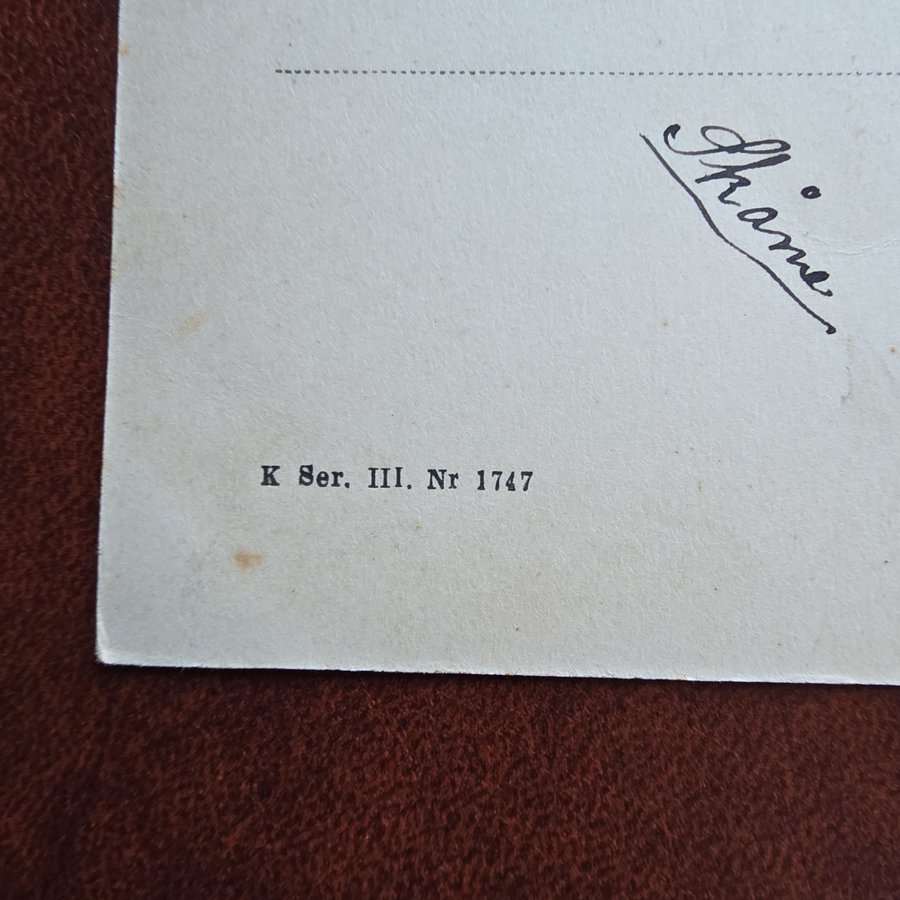 Skåne
K Ser. III. Nr 1747